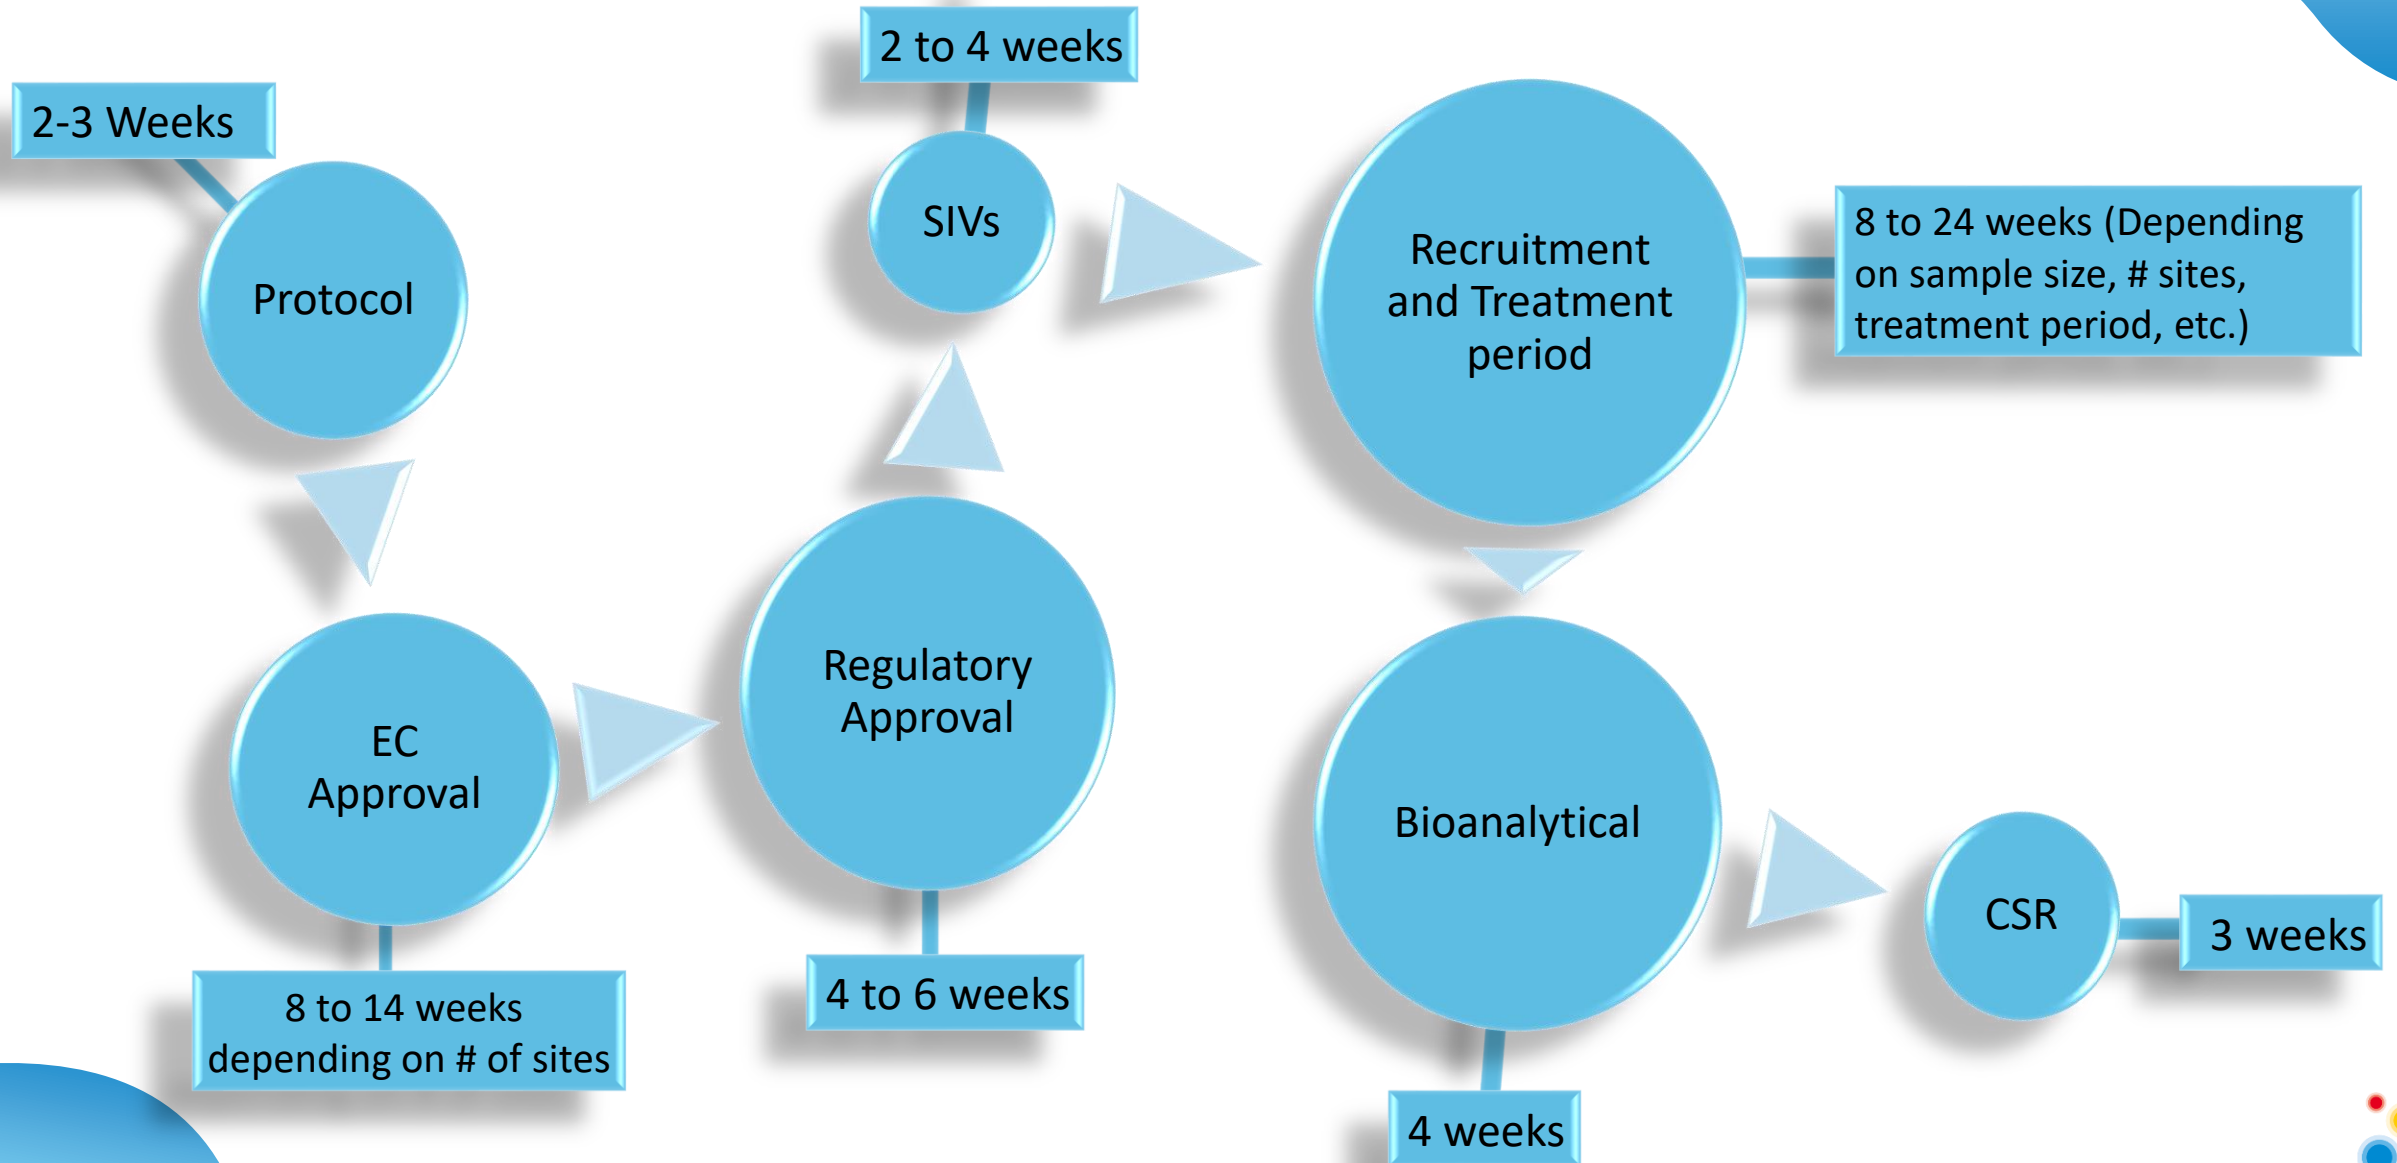 2-3 Weeks
Protocol
EC
Approval
8 to 14 weeks
depending on # of sites
Regulatory
Approval
4 to 6 weeks
2 to 4 weeks
SIVs
Recruitment
and Treatment
period
8 to 24 weeks (Depending
on sample size, # sites,
treatment period, etc.)
Bioanalytical
4 weeks
CSR
3 weeks